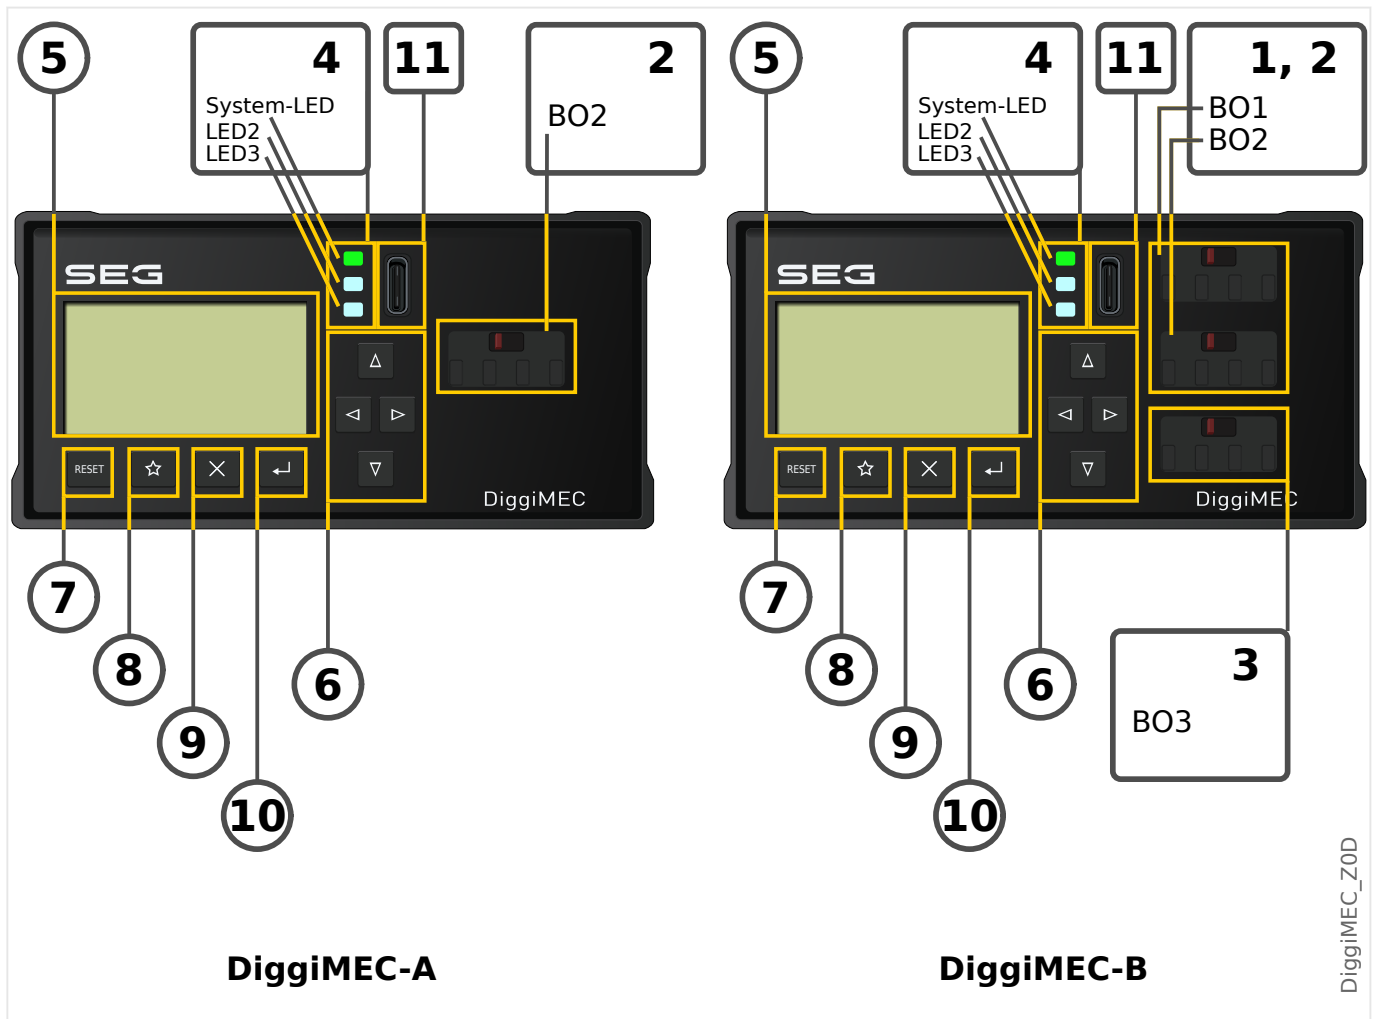 5
4
System-LED
LED2
LED3
11
2
BO2
SEG
RESET
DiggiMEC
7
8
9
10
6
DiggiMEC-A
5
4
System-LED
LED2
LED3
11
1, 2
BO1
BO2
SEG
RESET
DiggiMEC
7
8
9
10
6
3
BO3
DiggiMEC-B
DiggiMEC_Z0D